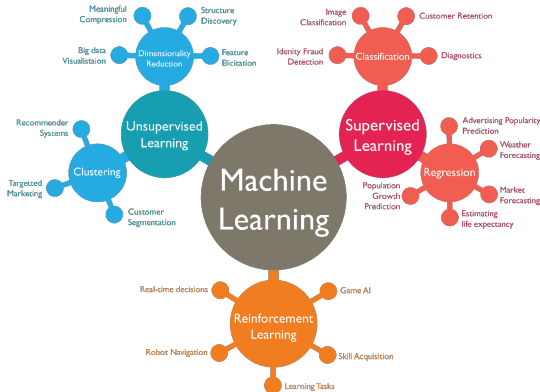 Meaningful
Compression
Structure
Discovery
Big data
Visualistaion
Dimensionality
Reduction
Feature
Elicitation
Unsupervised
Learning
Recommender
Systems
Clustering
Targetted
Marketing
Customer
Segmentation
Machine
Learning
Image
Classification
Customer Retention
Idenity Fraud
Detection
Classification
Diagnostics
Supervised
Learning
Advertising Popularity
Prediction
Weather
Forecasting
Regression
Population
Growth
Prediction
Market
Forecasting
Estimating
life expectancy
Real-time decisions
Game AI
Reinforcement
Learning
Robot Navigation
Skill Acquisition
Learning Tasks